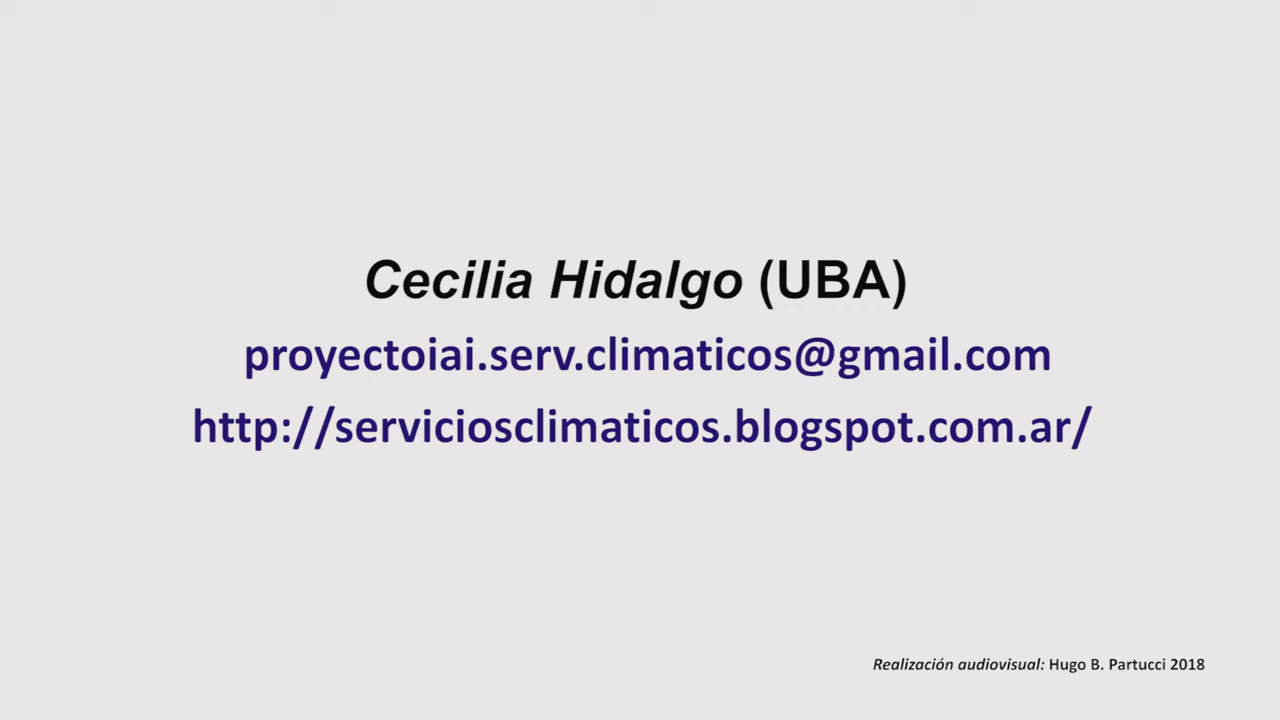 Cecilia Hidalgo (UBA)
proyectoiai.serv.climaticos@gmail.com
http://serviciosclimaticos.blogspot.com.ar/
Realización audiovisual: Hugo B. Partucci 2018